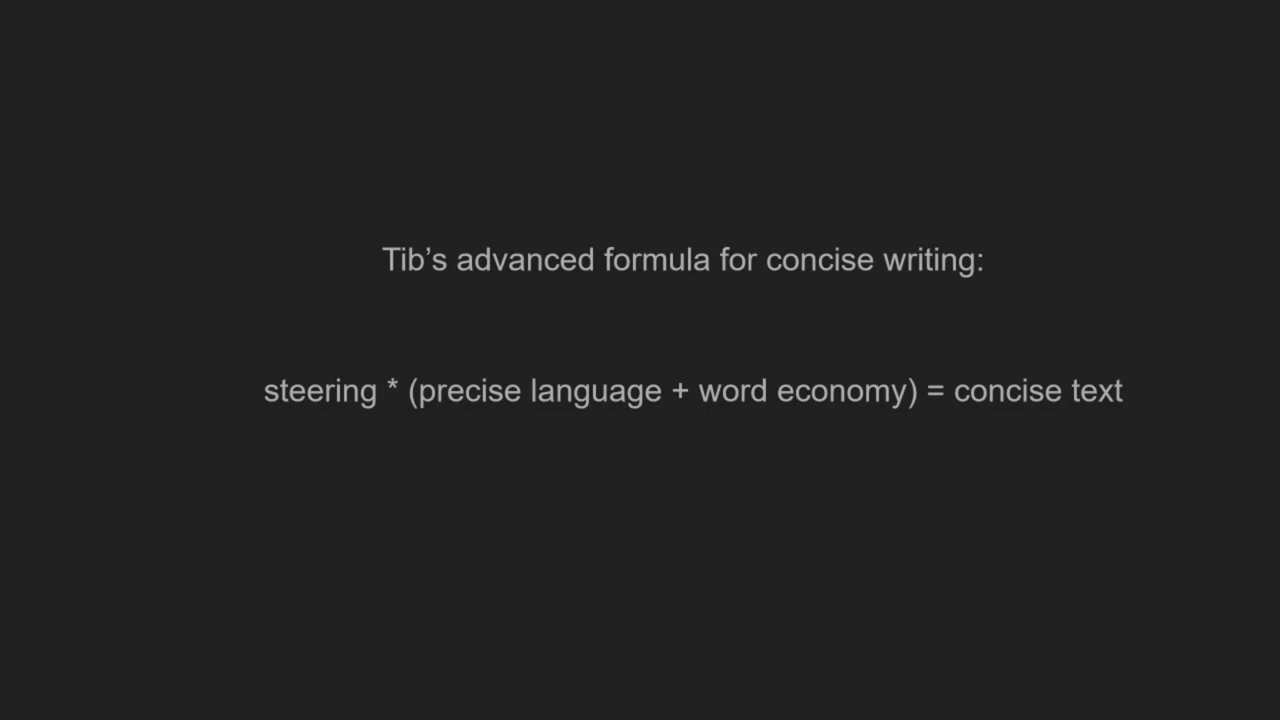 Tib’s advanced formula for concise writing:
steering * (precise language + word economy) = concise text